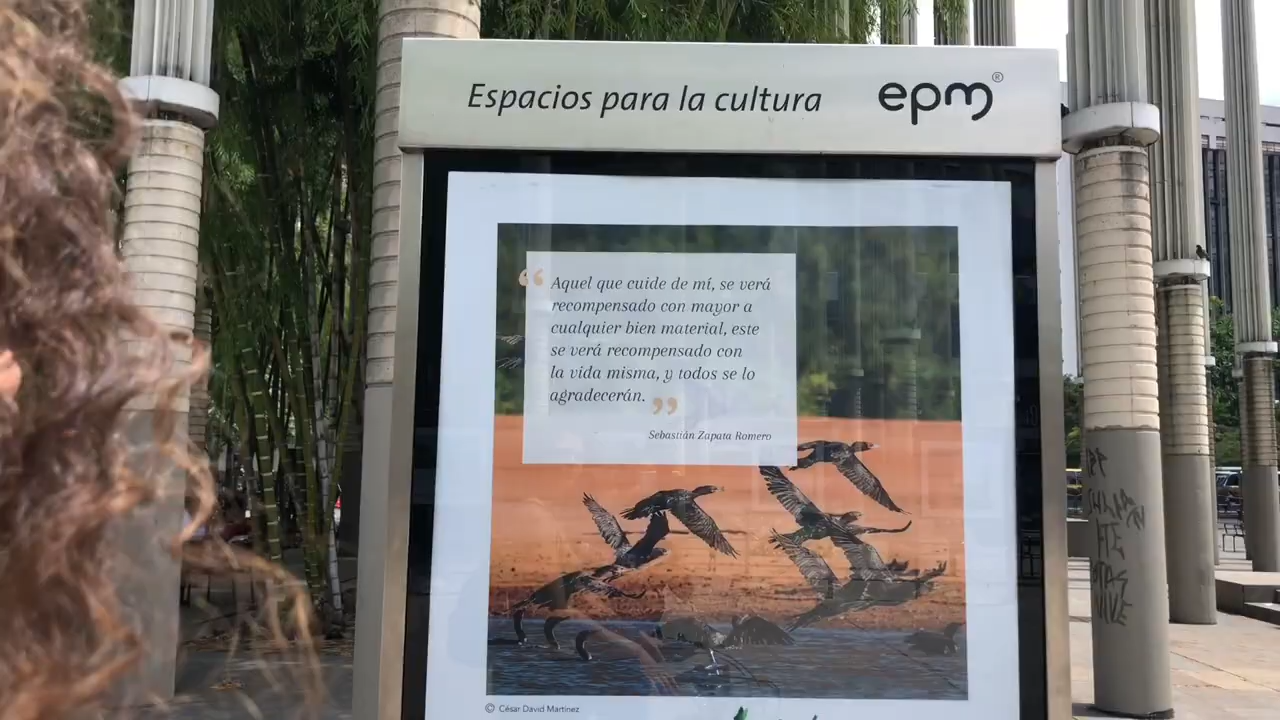 Espacios para la cultura epm®
“ Aquel que cuide de mí, se verá
recompensado con mayor a
cualquier bien material, este
se verá recompensado con
la vida misma, y todos se lo
agradecerán. ”
Sebastián Zapata Romero
© César David Martínez